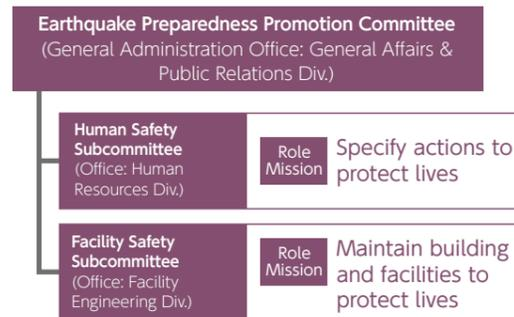 Earthquake Preparedness Promotion Committee
(General Administration Office: General Affairs &
Public Relations Div.)
Human Safety
Subcommittee
(Office: Human
Resources Div.)
Role
Mission
Specify actions to
protect lives
Facility Safety
Subcommittee
(Office: Facility
Engineering Div.)
Role
Mission
Maintain building
and facilities to
protect lives